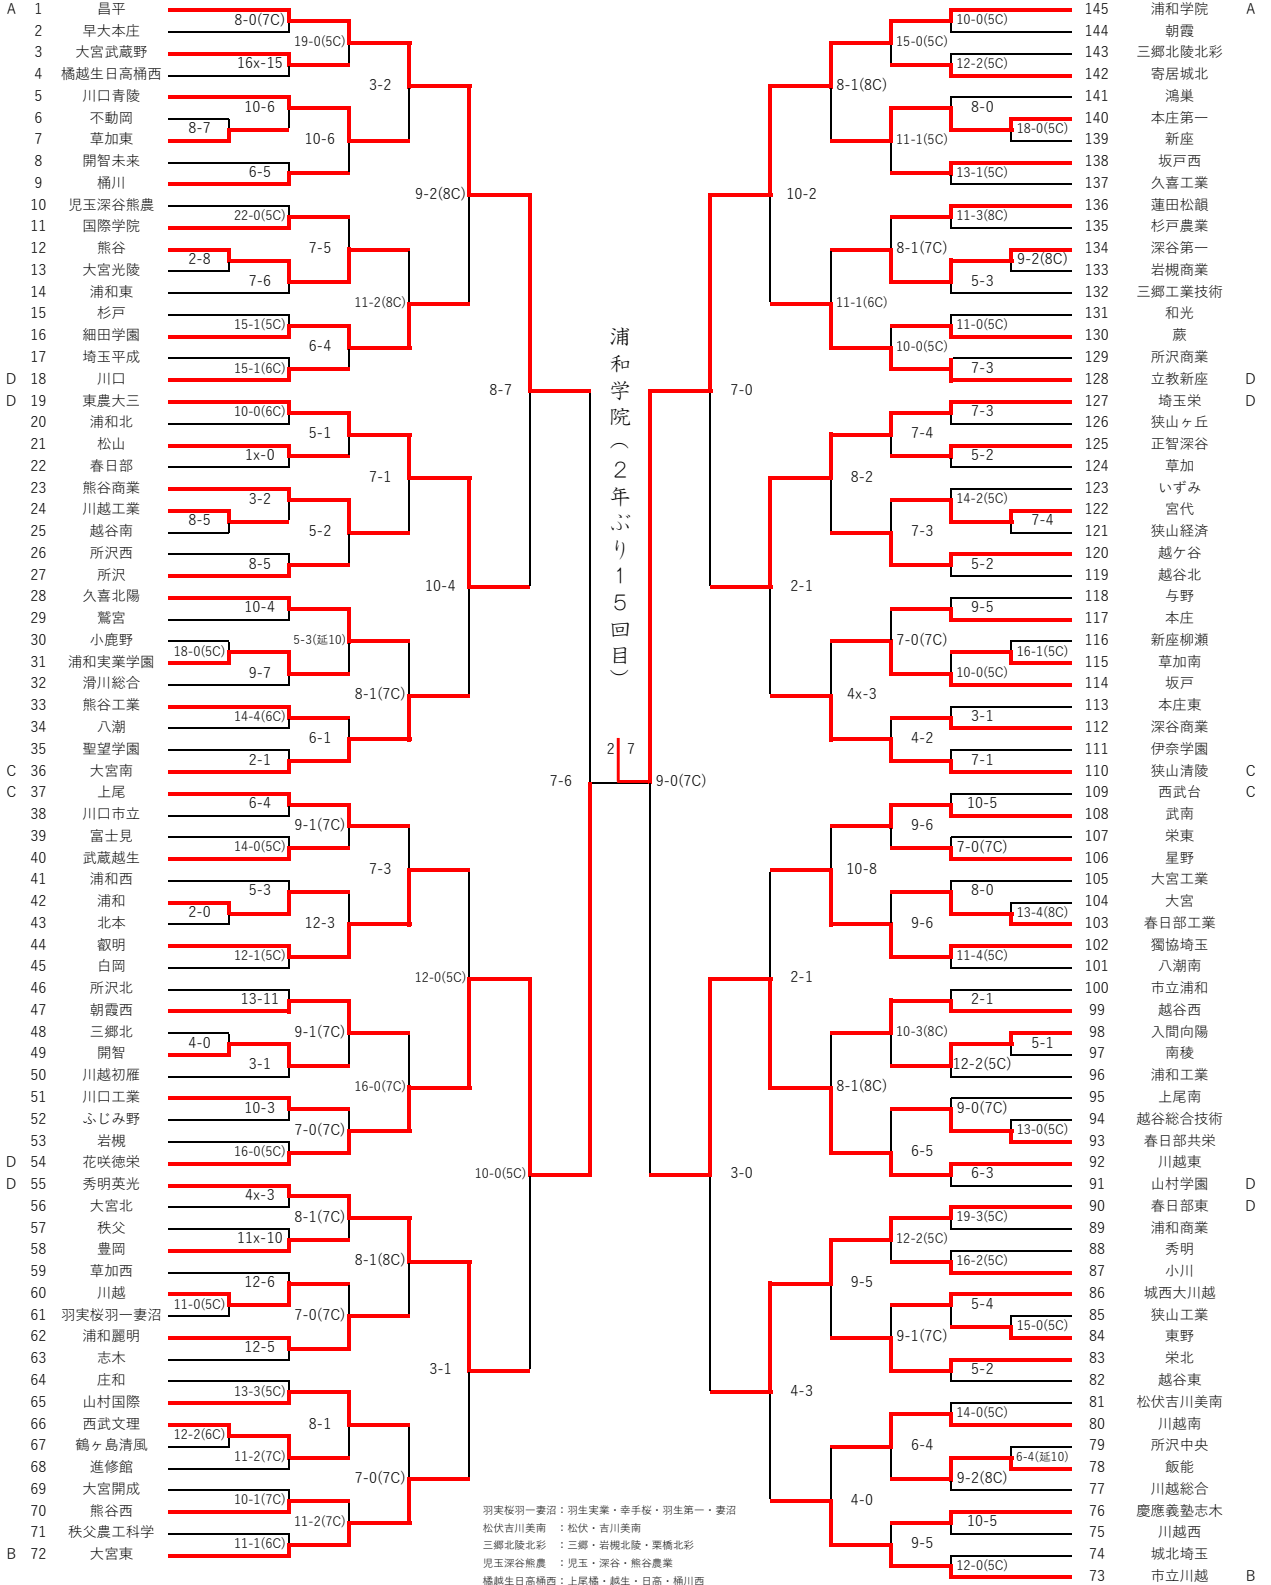 A 1 昌平
2 早大本庄
3 大宮武蔵野
4 橘越生日高桶西
5 川口青陵
6 不動岡
7 草加東
8 開智未来
9 桶川
10 児玉深谷熊農
11 国際学院
12 熊谷
13 大宮光陵
14 浦和東
15 杉戸
16 細田学園
17 埼玉平成
D 18 川口
D 19 東農大三
20 浦和北
21 松山
22 春日部
23 熊谷商業
24 川越工業
25 越谷南
26 所沢西
27 所沢
28 久喜北陽
29 鷲宮
30 小鹿野
31 浦和実業学園
32 滑川総合
33 熊谷工業
34 八潮
35 聖望学園
C 36 大宮南
C 37 上尾
38 川口市立
39 富士見
40 武蔵越生
41 浦和西
42 浦和
43 北本
44 叡明
45 白岡
46 所沢北
47 朝霞西
48 三郷北
49 開智
50 川越初雁
51 川口工業
52 ふじみ野
53 岩槻
D 54 花咲徳栄
D 55 秀明英光
56 大宮北
57 秩父
58 豊岡
59 草加西
60 川越
61 羽実桜羽一妻沼
62 浦和麗明
63 志木
64 庄和
65 山村国際
66 西武文理
67 鶴ヶ島清風
68 進修館
69 大宮開成
70 熊谷西
71 秩父農工科学
B 72 大宮東
8-0(7C)
16x-15
10-6
8-7
6-5
22-0(5C)
2-8
7-6
15-1(5C)
15-1(6C)
10-0(6C)
1x-0
3-2
8-5
8-5
10-4
18-0(5C)
9-7
14-4(6C)
2-1
6-4
14-0(5C)
5-3
2-0
12-1(5C)
13-11
4-0
3-1
10-3
16-0(5C)
4x-3
11x-10
12-6
11-0(5C)
12-5
13-3(5C)
12-2(6C)
11-2(7C)
10-1(7C)
11-1(6C)
19-0(5C)
10-6
7-5
6-4
5-1
5-2
5-3(延10)
6-1
9-1(7C)
12-3
9-1(7C)
7-0(7C)
8-1(7C)
7-0(7C)
8-1
11-2(7C)
3-2
11-2(8C)
7-1
8-1(7C)
7-3
16-0(7C)
8-1(8C)
7-0(7C)
9-2(8C)
10-4
12-0(5C)
3-1
8-7
10-0(5C)
7-6
浦和学院（２年ぶり１５回目）
2 7
9-0(7C)
7-0
3-0
10-2
2-1
2-1
4-3
8-1(8C)
11-1(6C)
8-2
4x-3
10-8
8-1(8C)
9-5
4-0
15-0(5C)
11-1(5C)
8-1(7C)
10-0(5C)
7-4
7-3
7-0(7C)
4-2
9-6
9-6
10-3(8C)
6-5
12-2(5C)
9-1(7C)
6-4
9-5
10-0(5C)
12-2(5C)
8-0
18-0(5C)
13-1(5C)
11-3(8C)
9-2(8C)
5-3
11-0(5C)
7-3
7-3
5-2
14-2(5C)
7-4
5-2
9-5
16-1(5C)
10-0(5C)
3-1
7-1
10-5
7-0(7C)
8-0
13-4(8C)
11-4(5C)
2-1
5-1
12-2(5C)
9-0(7C)
13-0(5C)
6-3
19-3(5C)
16-2(5C)
5-4
15-0(5C)
5-2
14-0(5C)
6-4(延10)
9-2(8C)
10-5
12-0(5C)
145 浦和学院 A
144 朝霞
143 三郷北陵北彩
142 寄居城北
141 鴻巣
140 本庄第一
139 新座
138 坂戸西
137 久喜工業
136 蓮田松韻
135 杉戸農業
134 深谷第一
133 岩槻商業
132 三郷工業技術
131 和光
130 蕨
129 所沢商業
128 立教新座 D
127 埼玉栄 D
126 狭山ヶ丘
125 正智深谷
124 草加
123 いずみ
122 宮代
121 狭山経済
120 越ケ谷
119 越谷北
118 与野
117 本庄
116 新座柳瀬
115 草加南
114 坂戸
113 本庄東
112 深谷商業
111 伊奈学園
110 狭山清陵 C
109 西武台 C
108 武南
107 栄東
106 星野
105 大宮工業
104 大宮
103 春日部工業
102 獨協埼玉
101 八潮南
100 市立浦和
99 越谷西
98 入間向陽
97 南稜
96 浦和工業
95 上尾南
94 越谷総合技術
93 春日部共栄
92 川越東
91 山村学園 D
90 春日部東 D
89 浦和商業
88 秀明
87 小川
86 城西大川越
85 狭山工業
84 東野
83 栄北
82 越谷東
81 松伏吉川美南
80 川越南
79 所沢中央
78 飯能
77 川越総合
76 慶應義塾志木
75 川越西
74 城北埼玉
73 市立川越 B
羽実桜羽一妻沼：羽生実業・幸手桜・羽生第一・妻沼
松伏吉川美南 ：松伏・吉川美南
三郷北陵北彩 ：三郷・岩槻北陵・栗橋北彩
児玉深谷熊農 ：児玉・深谷・熊谷農業
橘越生日高桶西：上尾橘・越生・日高・桶川西